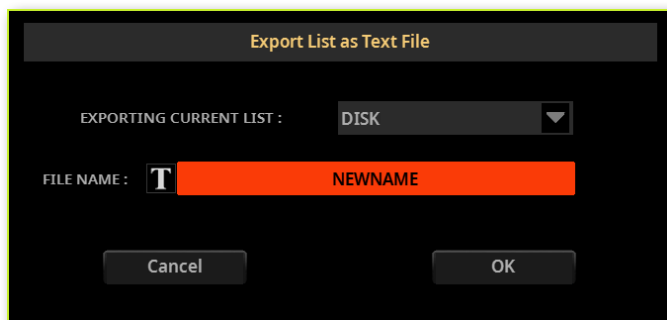 Export List as Text File
EXPORTING CURRENT LIST : DISK
FILE NAME : T NEWNAME
Cancel OK